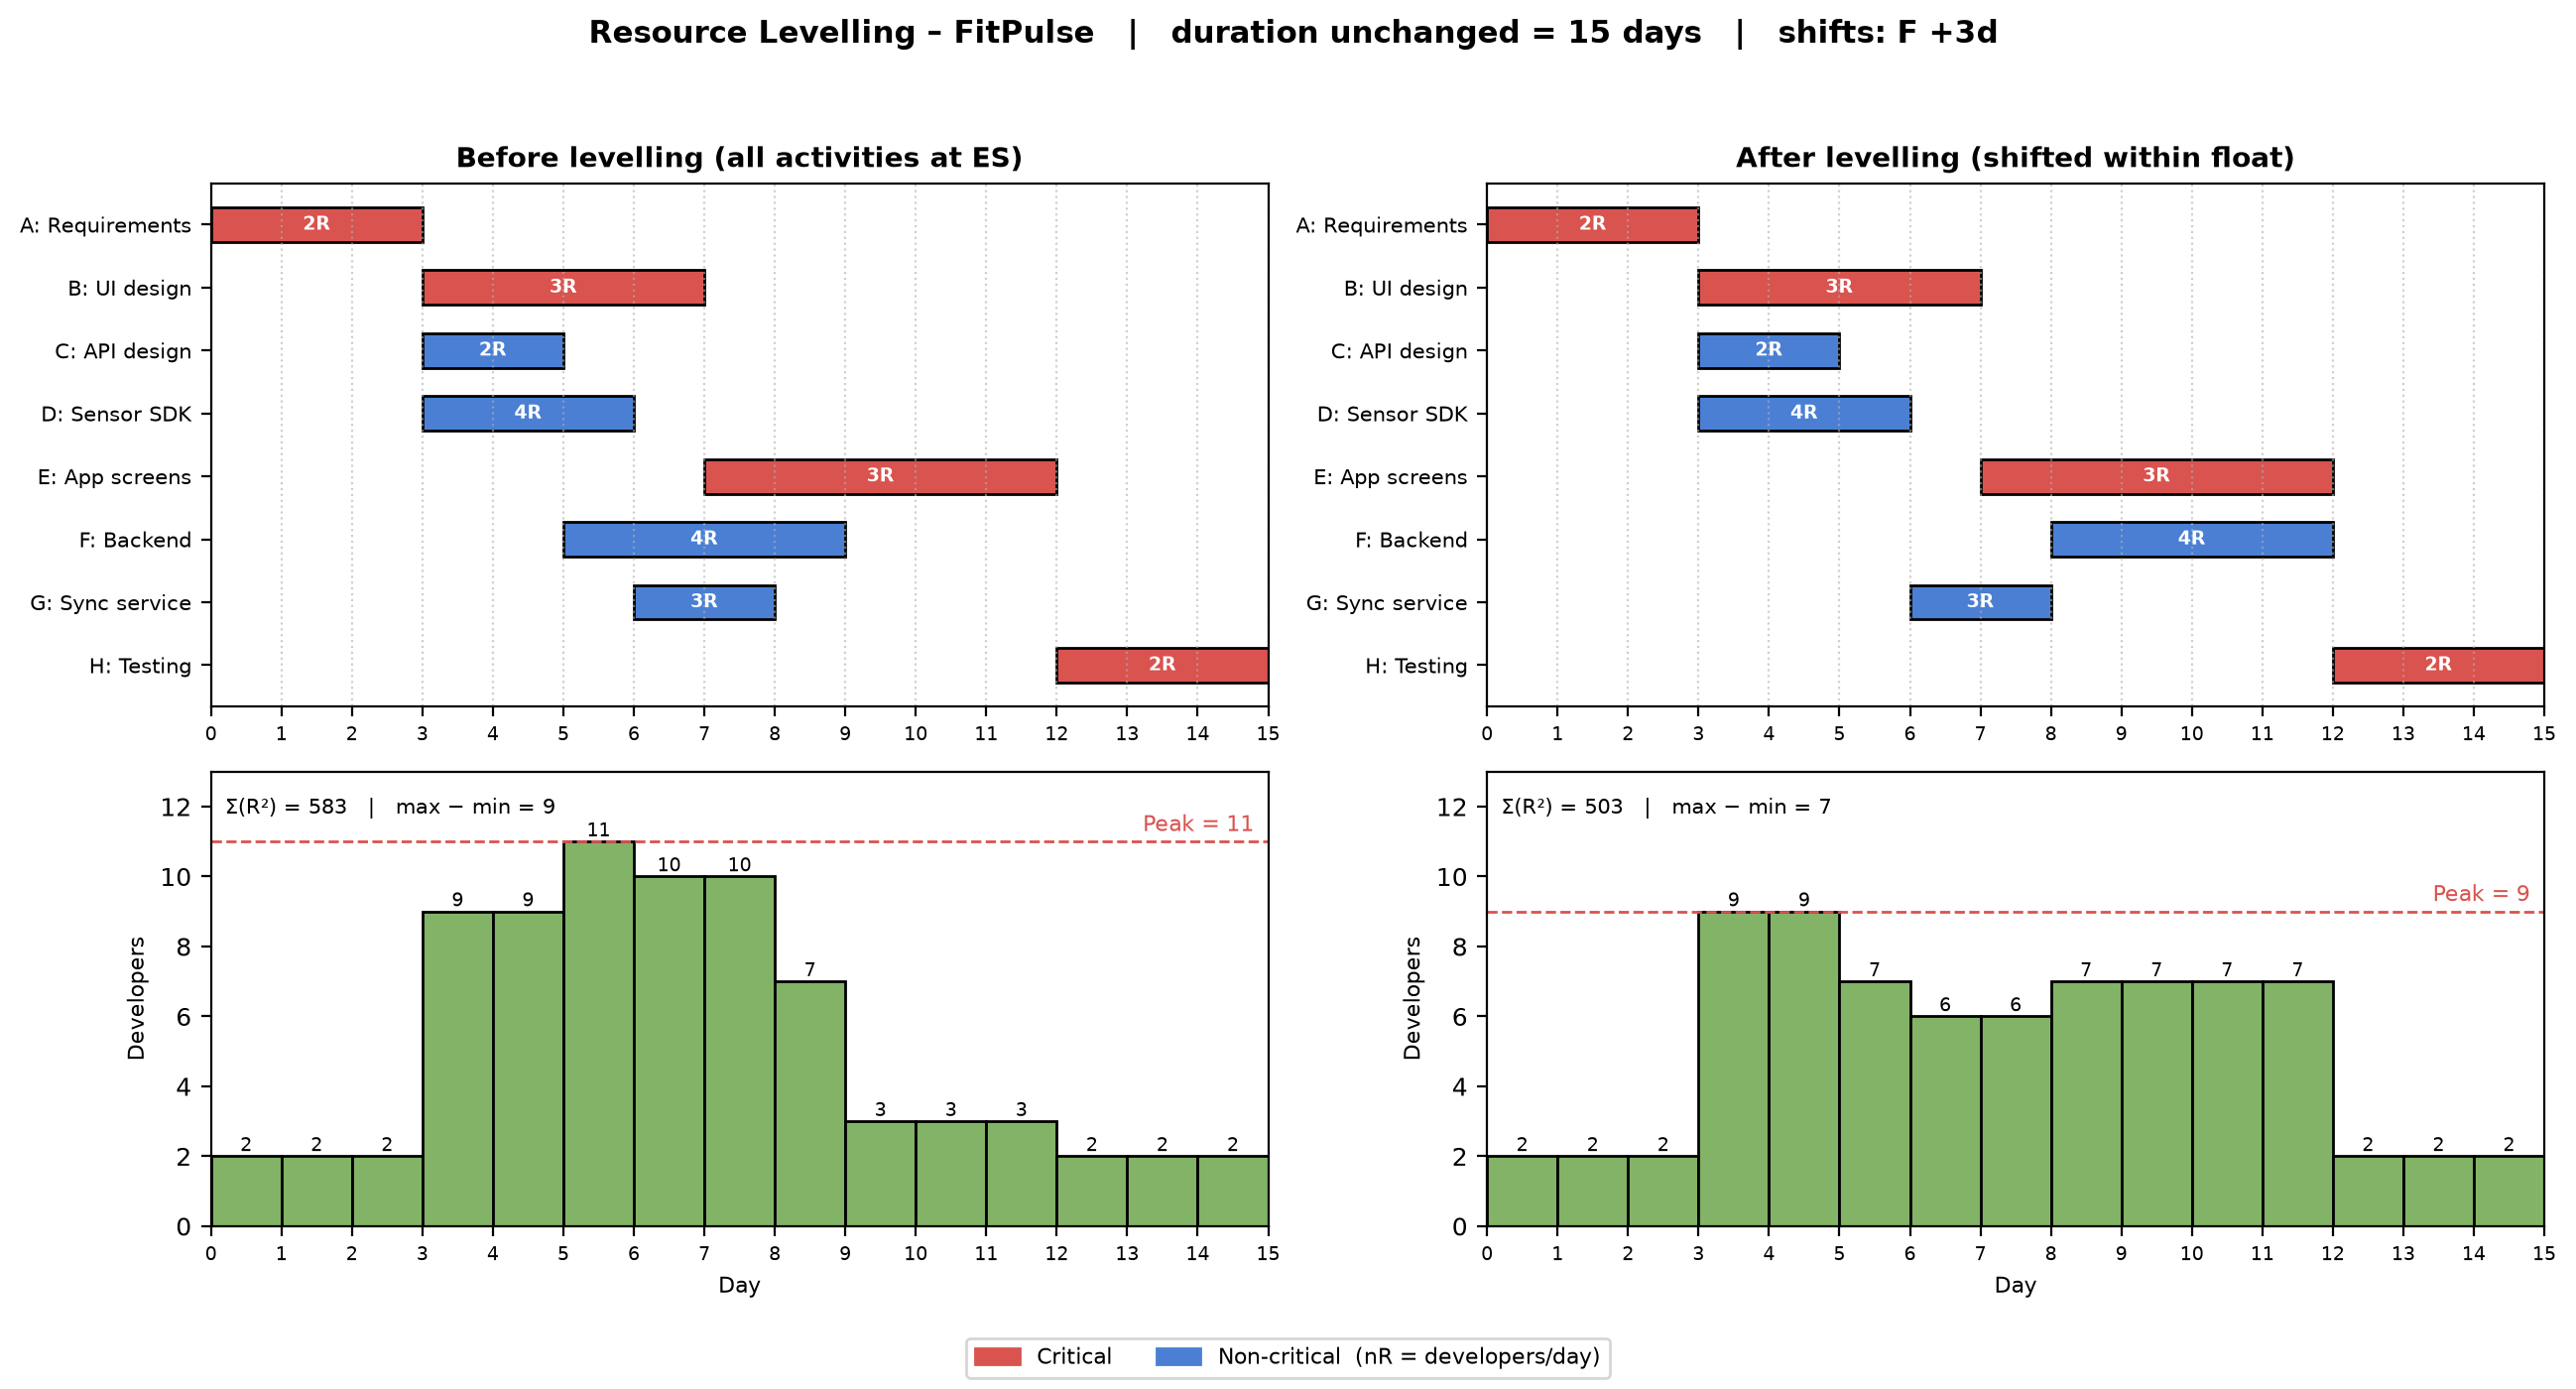 Resource Levelling – FitPulse | duration unchanged = 15 days | shifts: F +3d
Before levelling (all activities at ES)
A: Requirements
B: UI design
C: API design
D: Sensor SDK
E: App screens
F: Backend
G: Sync service
H: Testing
2R
3R
2R
4R
3R
4R
3R
2R
0 1 2 3 4 5 6 7 8 9 10 11 12 13 14 15
After levelling (shifted within float)
A: Requirements
B: UI design
C: API design
D: Sensor SDK
E: App screens
F: Backend
G: Sync service
H: Testing
2R
3R
2R
4R
3R
4R
3R
2R
0 1 2 3 4 5 6 7 8 9 10 11 12 13 14 15
Σ(R²) = 583 | max − min = 9
Peak = 11
Developers
12
10
8
6
4
2
0
2 2 2 9 9 11 10 10 7 3 3 3 2 2 2
0 1 2 3 4 5 6 7 8 9 10 11 12 13 14 15
Day
Σ(R²) = 503 | max − min = 7
Peak = 9
Developers
12
10
8
6
4
2
0
2 2 2 9 9 7 6 6 7 7 7 7 2 2 2
0 1 2 3 4 5 6 7 8 9 10 11 12 13 14 15
Day
Critical
Non-critical (nR = developers/day)